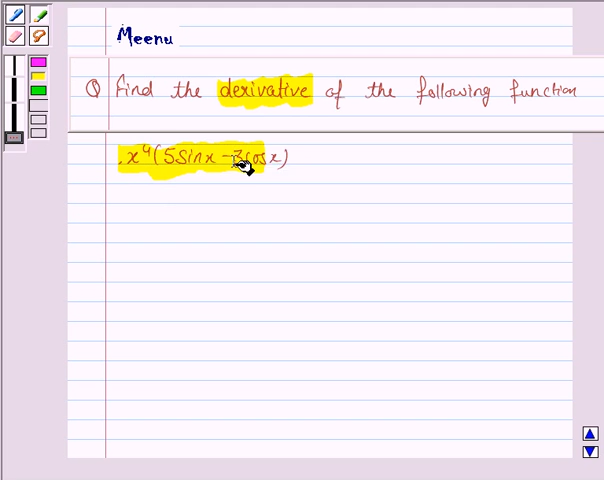 Meenu
Q Find the derivative of the following function
x⁴(5sinx - 3cosx)